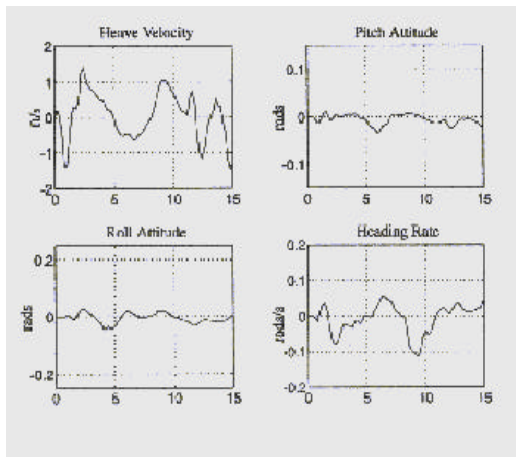 Heave Velocity
2
1
0
-1
-2
ft/s
0 5 10 15
Pitch Attitude
0.1
0
-0.1
rads
0 5 10 15
Roll Attitude
0.2
0
-0.2
rads
0 5 10 15
Heading Rate
0.2
0.1
0
-0.1
-0.2
rads/s
0 5 10 15